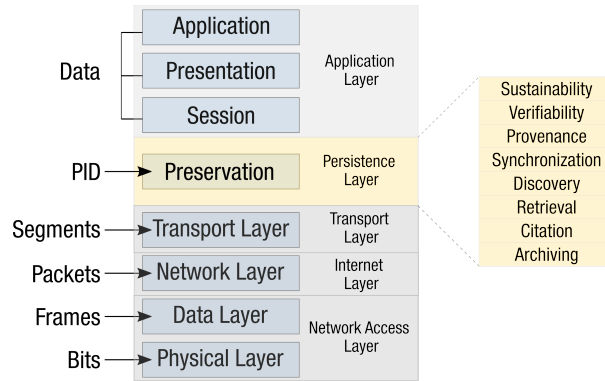 Application
Data
Presentation
Application
Layer
Session
PID
Preservation
Persistence
Layer
Segments
Transport Layer
Transport
Layer
Packets
Network Layer
Internet
Layer
Frames
Data Layer
Network Access
Layer
Bits
Physical Layer
Sustainability
Verifiability
Provenance
Synchronization
Discovery
Retrieval
Citation
Archiving